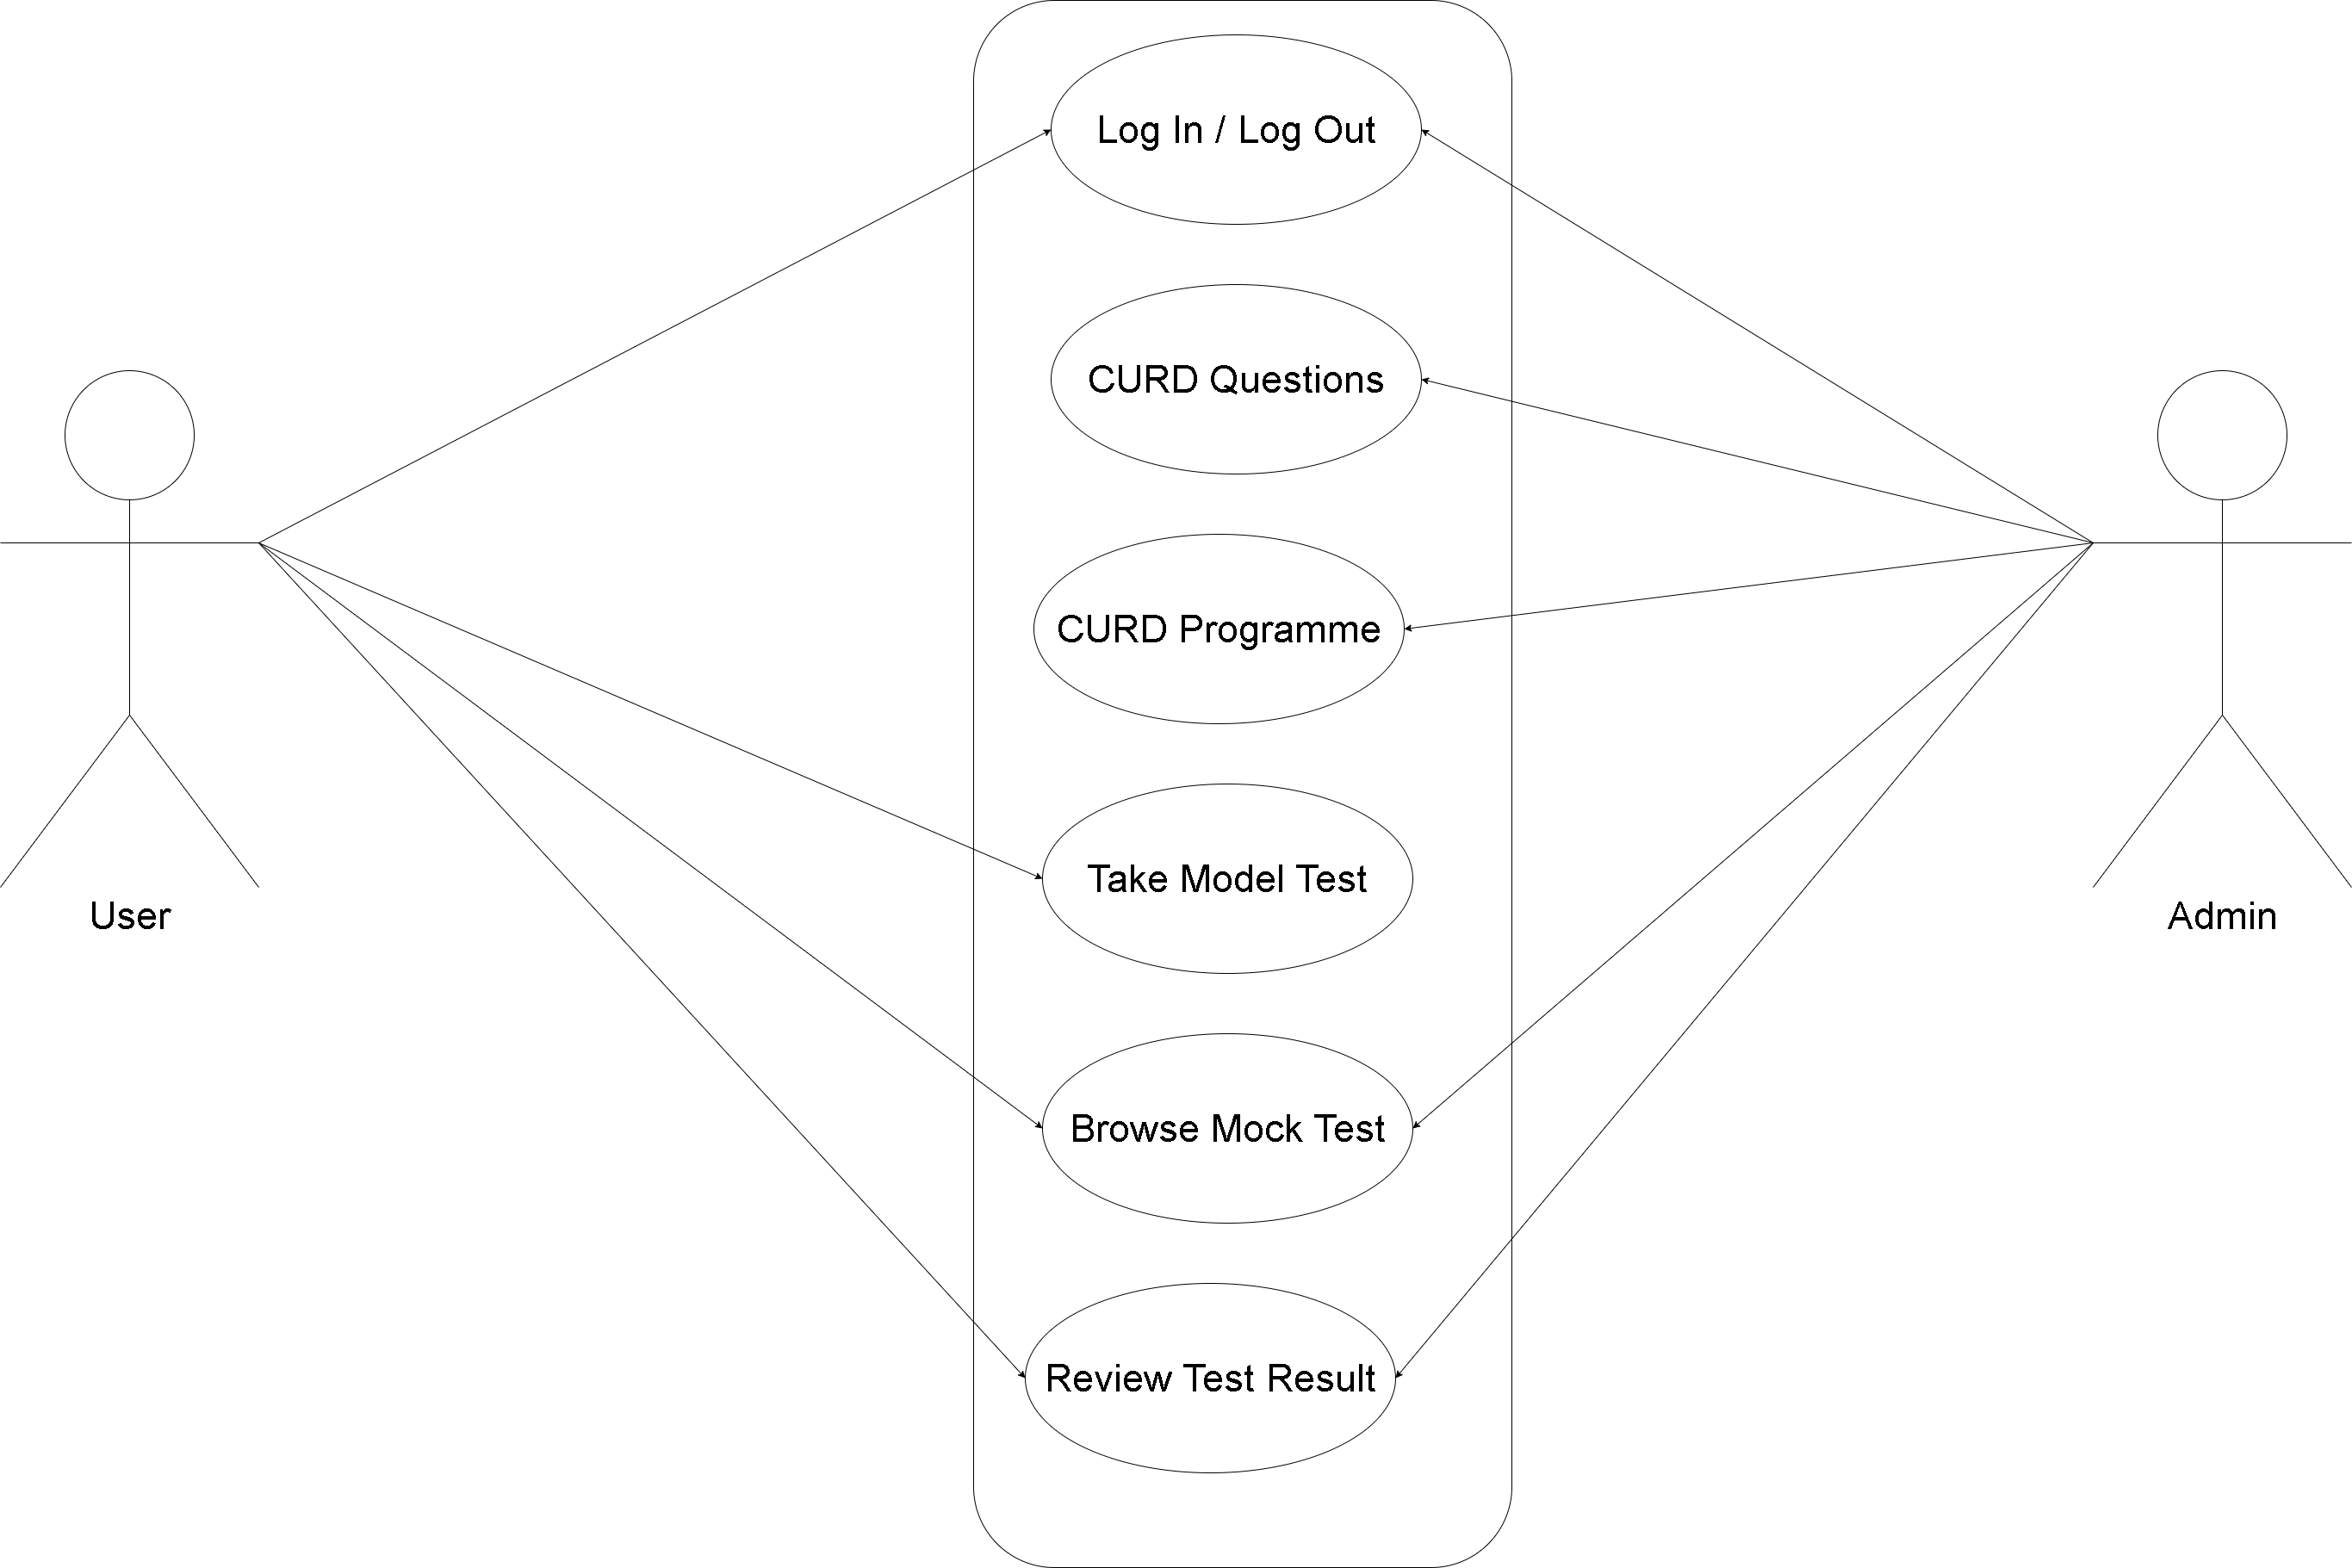 Log In / Log Out
CURD Questions
CURD Programme
Take Model Test
User
Admin
Browse Mock Test
Review Test Result